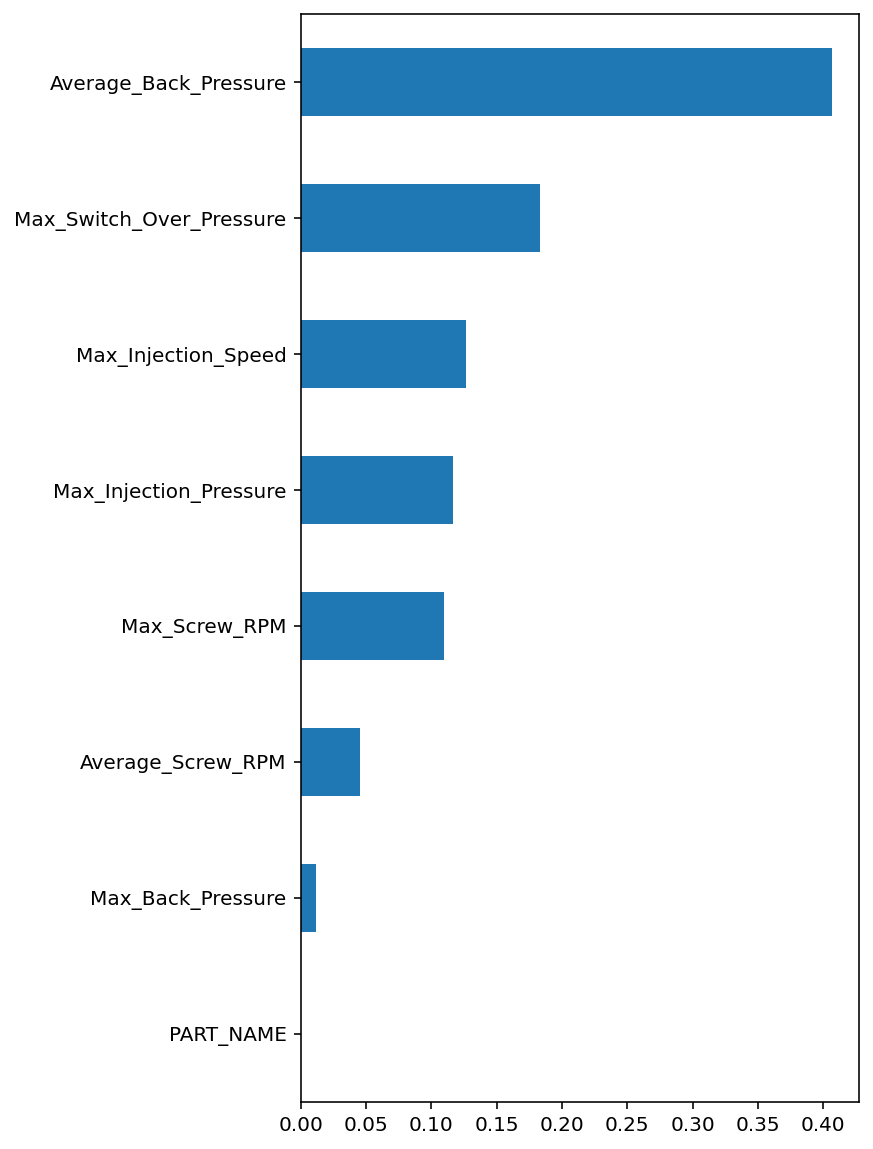 Average_Back_Pressure
Max_Switch_Over_Pressure
Max_Injection_Speed
Max_Injection_Pressure
Max_Screw_RPM
Average_Screw_RPM
Max_Back_Pressure
PART_NAME
0.00 0.05 0.10 0.15 0.20 0.25 0.30 0.35 0.40